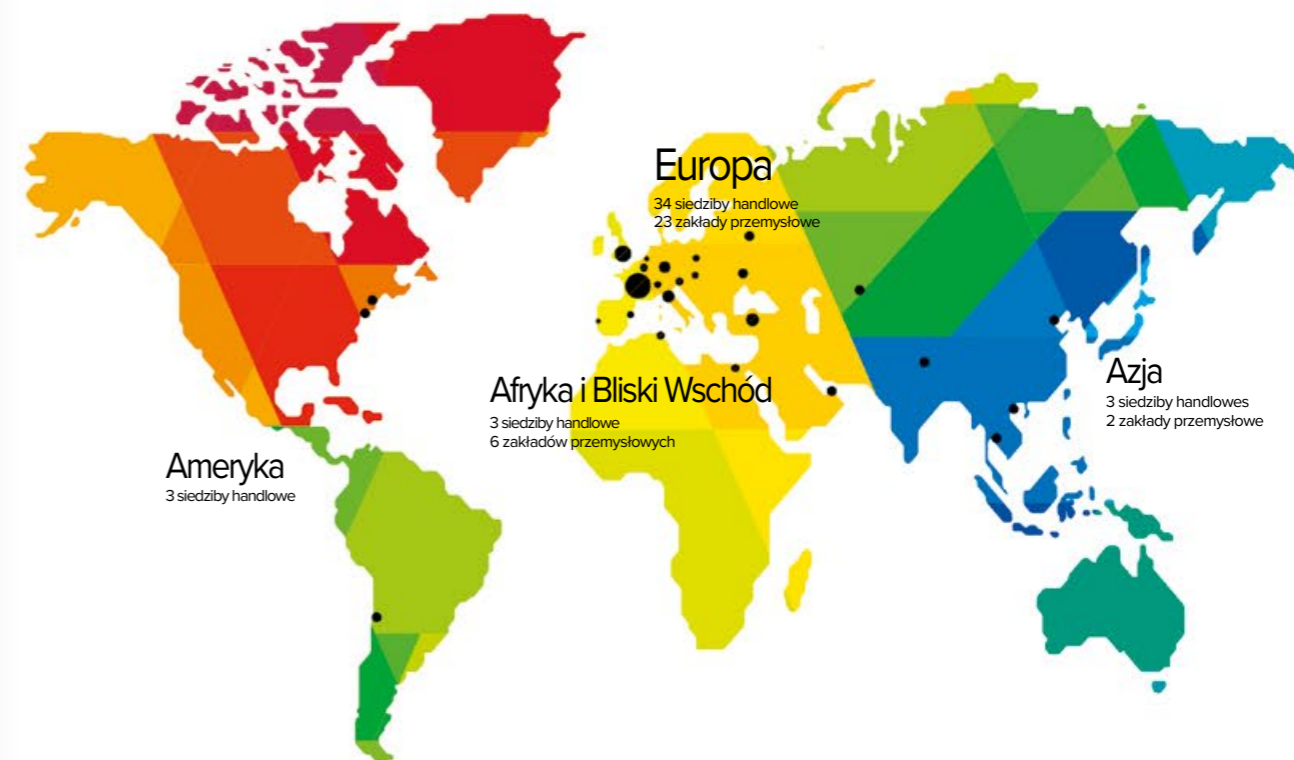 Europa
34 siedziby handlowe
23 zakłady przemysłowe
Afryka i Bliski Wschód
3 siedziby handlowe
6 zakładów przemysłowych
Azja
3 siedziby handlowes
2 zakłady przemysłowe
Ameryka
3 siedziby handlowe